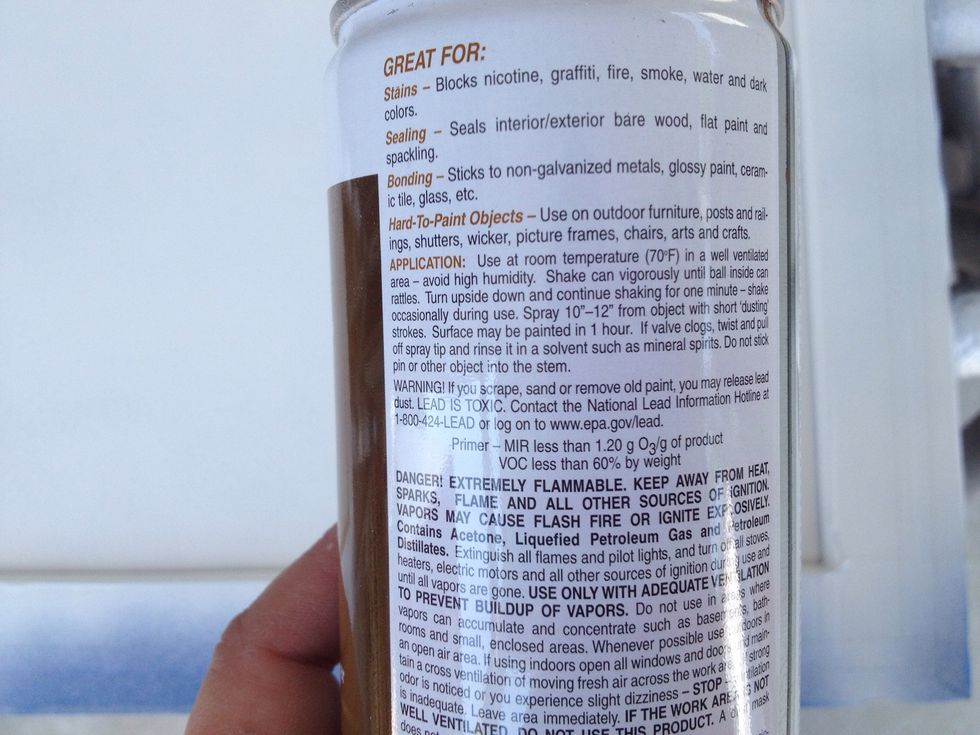 GREAT FOR:
Stains – Blocks nicotine, graffiti, fire, smoke, water and dark
colors.
Sealing – Seals interior/exterior bare wood, flat paint and
spackling.
Bonding – Sticks to non-galvanized metals, glossy paint, ceram-
ic tile, glass, etc.
Hard-To-Paint Objects – Use on outdoor furniture, posts and rail-
ings, shutters, wicker, picture frames, chairs, arts and crafts.
APPLICATION: Use at room temperature (70°F) in a well ventilated
area – avoid high humidity. Shake can vigorously until ball inside can
rattles. Turn upside down and continue shaking for one minute – shake
occasionally during use. Spray 10”–12” from object with short ‘dusting’
strokes. Surface may be painted in 1 hour. If valve clogs, twist and pull
off spray tip and rinse it in a solvent such as mineral spirits. Do not stick
pin or other object into the stem.
WARNING! If you scrape, sand or remove old paint, you may release lead
dust. LEAD IS TOXIC. Contact the National Lead Information Hotline at
1-800-424-LEAD or log on to www.epa.gov/lead.
Primer – MIR less than 1.20 g O3/g of product
VOC less than 60% by weight
DANGER! EXTREMELY FLAMMABLE. KEEP AWAY FROM HEAT,
SPARKS, FLAME AND ALL OTHER SOURCES OF IGNITION.
VAPORS MAY CAUSE FLASH FIRE OR IGNITE EXPLOSIVELY.
Contains Acetone, Liquefied Petroleum Gas and Petroleum
Distillates. Extinguish all flames and pilot lights, and turn off all stoves,
heaters, electric motors and all other sources of ignition during use and
until all vapors are gone. USE ONLY WITH ADEQUATE VENTILATION
TO PREVENT BUILDUP OF VAPORS. Do not use in areas where
vapors can accumulate and concentrate such as basements, bath-
rooms and small, enclosed areas. Whenever possible use outdoors in
an open air area. If using indoors open all windows and doors and main-
tain a cross ventilation of moving fresh air across the work area. If strong
odor is noticed or you experience slight dizziness – STOP – ventilation
is inadequate. Leave area immediately. IF THE WORK AREA IS NOT
WELL VENTILATED, DO NOT USE THIS PRODUCT. A dust mask
does not